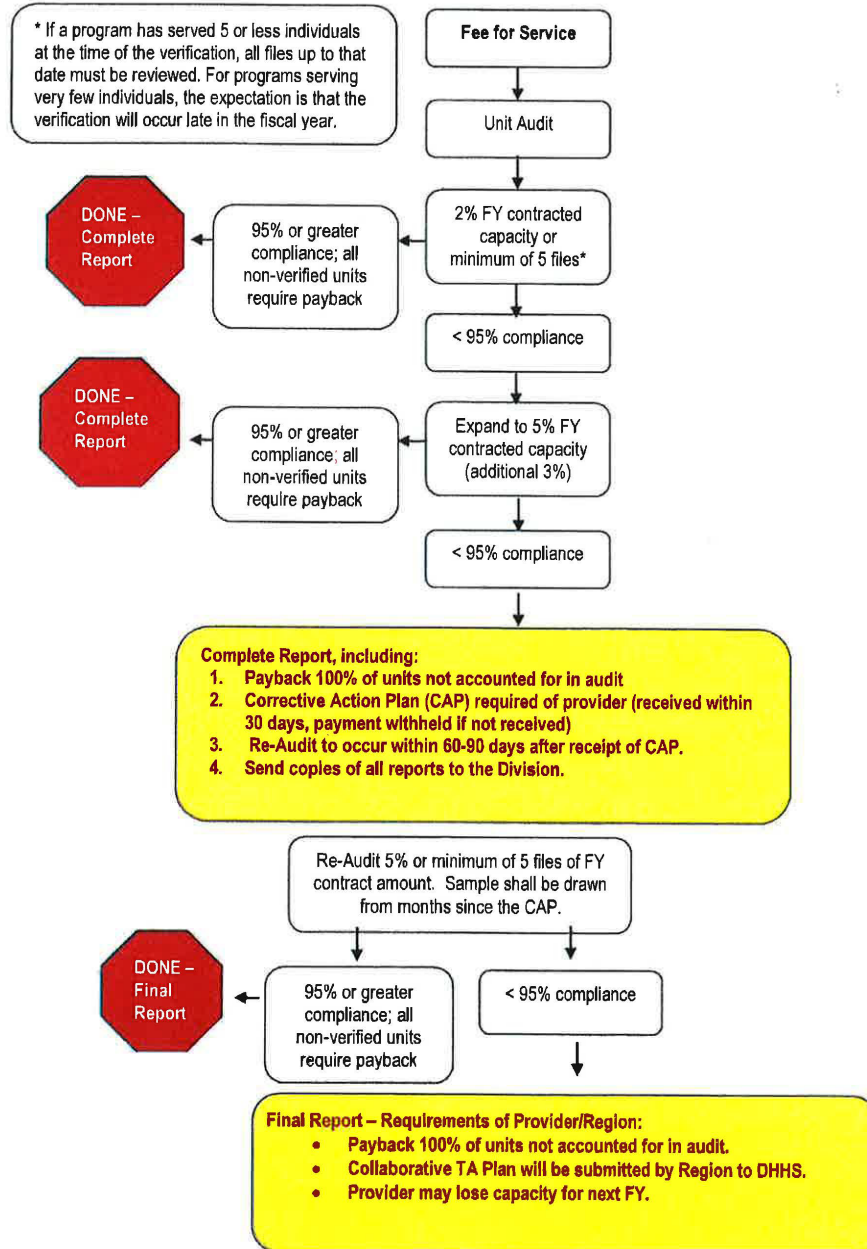 * If a program has served 5 or less individuals
at the time of the verification, all files up to that
date must be reviewed. For programs serving
very few individuals, the expectation is that the
verification will occur late in the fiscal year.
Fee for Service
Unit Audit
2% FY contracted
capacity or
minimum of 5 files*
95% or greater
compliance; all
non-verified units
require payback
DONE –
Complete
Report
< 95% compliance
Expand to 5% FY
contracted capacity
(additional 3%)
95% or greater
compliance; all
non-verified units
require payback
DONE –
Complete
Report
< 95% compliance
Complete Report, including:
1. Payback 100% of units not accounted for in audit
2. Corrective Action Plan (CAP) required of provider (received within
30 days, payment withheld if not received)
3. Re-Audit to occur within 60-90 days after receipt of CAP.
4. Send copies of all reports to the Division.
Re-Audit 5% or minimum of 5 files of FY
contract amount. Sample shall be drawn
from months since the CAP.
95% or greater
compliance; all
non-verified units
require payback
DONE –
Final
Report
< 95% compliance
Final Report – Requirements of Provider/Region:
• Payback 100% of units not accounted for in audit.
• Collaborative TA Plan will be submitted by Region to DHHS.
• Provider may lose capacity for next FY.